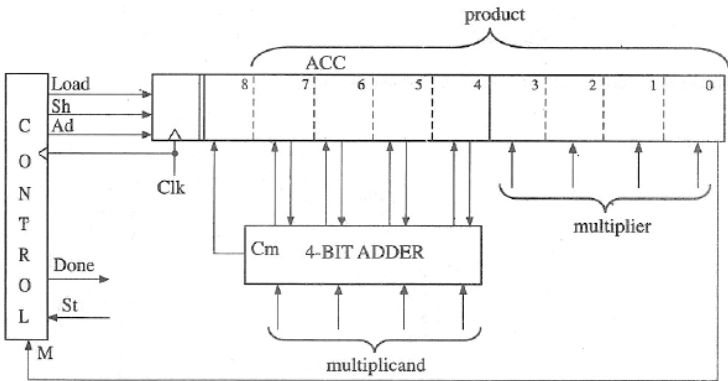 product
ACC
Load
Sh
Ad
8 7 6 5 4 3 2 1 0
CONTROL
Clk
Cm 4-BIT ADDER
multiplier
Done
St
M
multiplicand